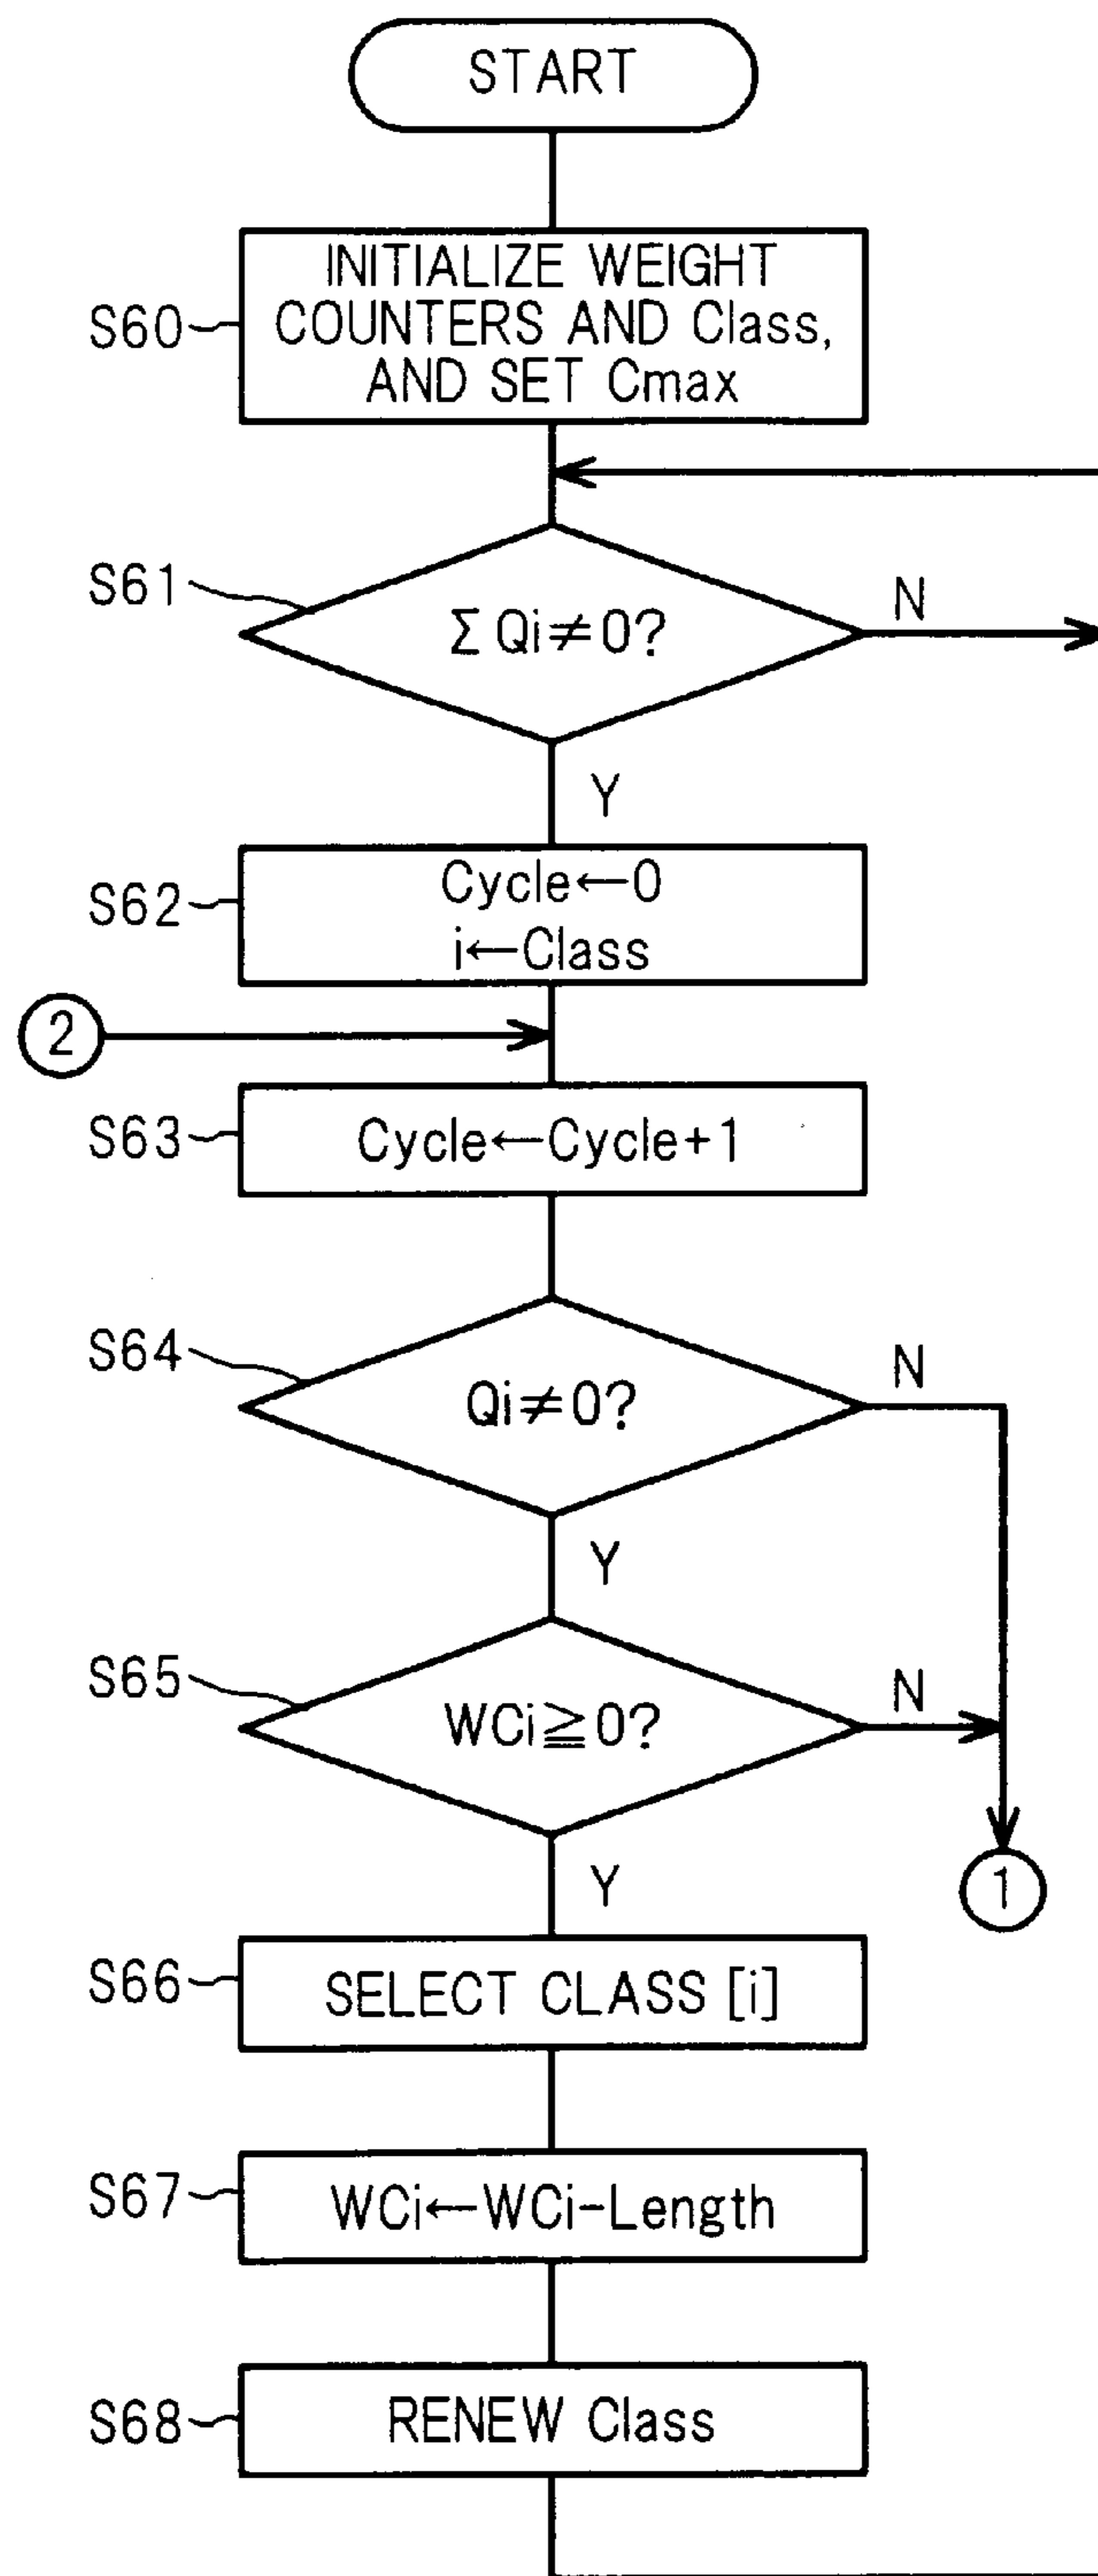 START
S60
INITIALIZE WEIGHT
COUNTERS AND Class,
AND SET Cmax
S61
Σ Qi≠0?
N
Y
S62
Cycle←0
i←Class
2
S63
Cycle←Cycle+1
S64
Qi≠0?
N
Y
S65
WCi≧0?
N
Y
1
S66
SELECT CLASS [i]
S67
WCi←WCi-Length
S68
RENEW Class